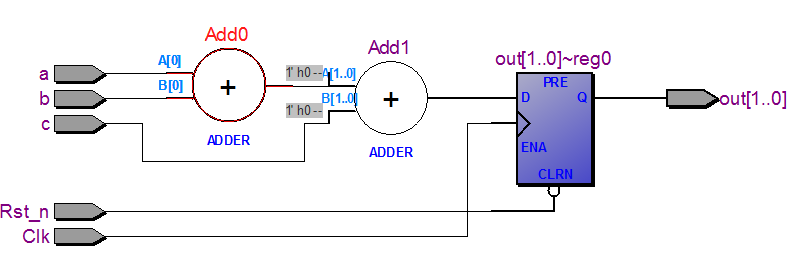 Add0
Add1
out[1..0]~reg0
a
A[0]
1' h0 --
A[1..0]
PRE
b
B[0]
+
+
B[1..0]
D
Q
out[1..0]
c
1' h0 --
ADDER
ADDER
ENA
CLRN
Rst_n
Clk